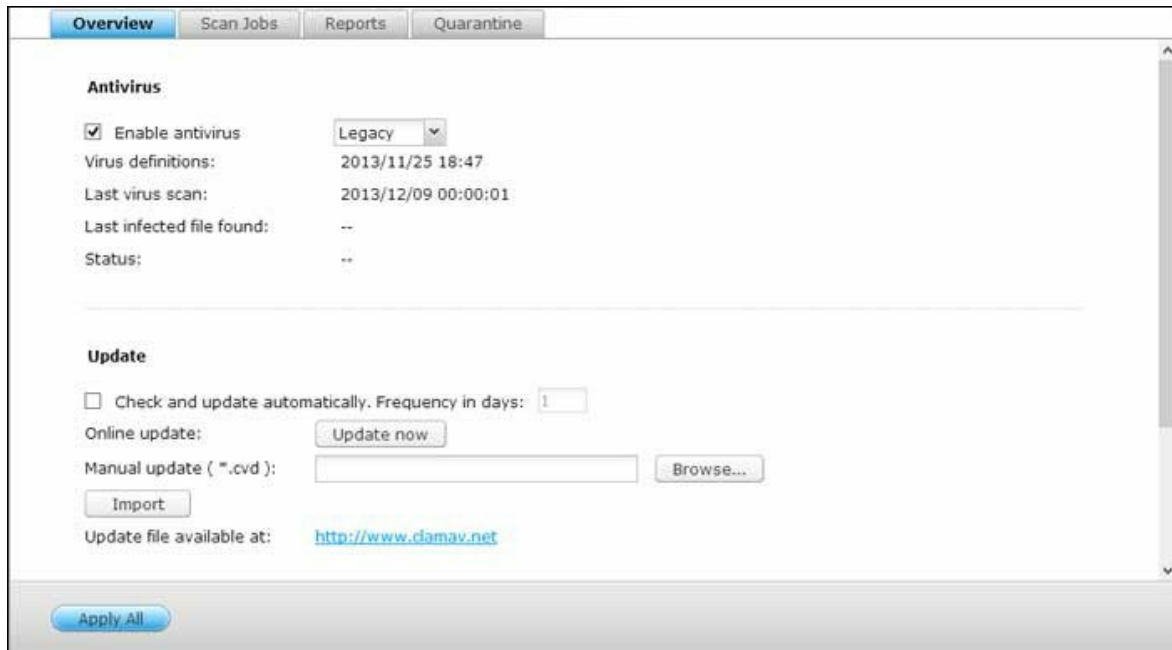 Overview Scan Jobs Reports Quarantine
Antivirus
Enable antivirus Legacy
Virus definitions: 2013/11/25 18:47
Last virus scan: 2013/12/09 00:00:01
Last infected file found: --
Status: --
Update
Check and update automatically. Frequency in days: 1
Online update: Update now
Manual update ( *.cvd ): Browse...
Import
Update file available at: http://www.clamav.net
Apply All